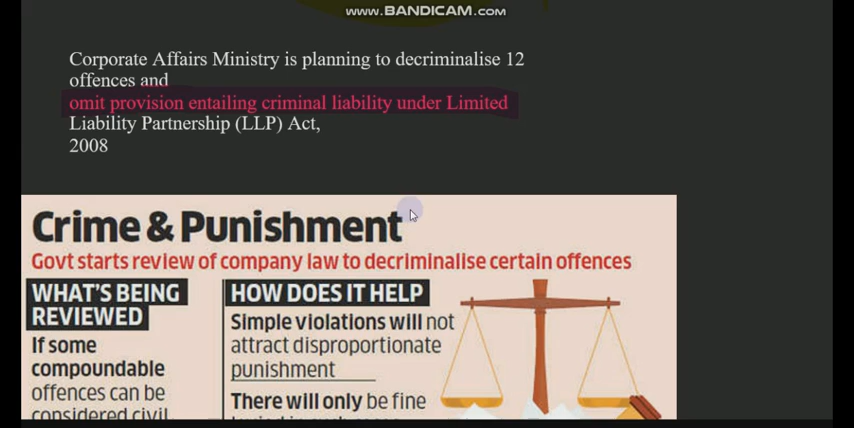 www.BANDICAM.com
Corporate Affairs Ministry is planning to decriminalise 12
offences and
omit provision entailing criminal liability under Limited
Liability Partnership (LLP) Act,
2008
Crime & Punishment
Govt starts review of company law to decriminalise certain offences
WHAT'S BEING
REVIEWED
If some
compoundable
offences can be
considered civil
HOW DOES IT HELP
Simple violations will not
attract disproportionate
punishment
There will only be fine